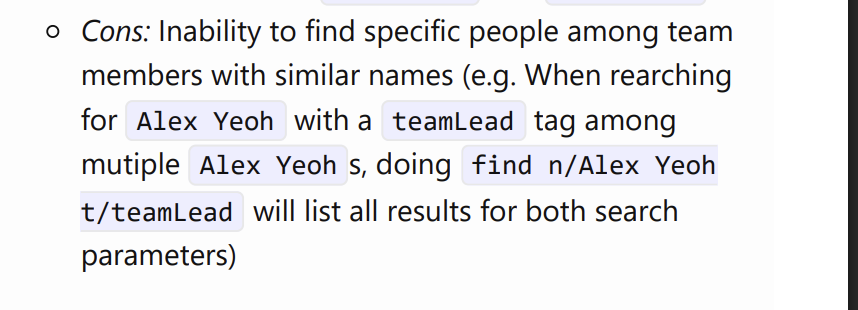 Cons: Inability to find specific people among team
members with similar names (e.g. When rearching
for Alex Yeoh with a teamLead tag among
mutiple Alex Yeoh s, doing find n/Alex Yeoh
t/teamLead will list all results for both search
parameters)